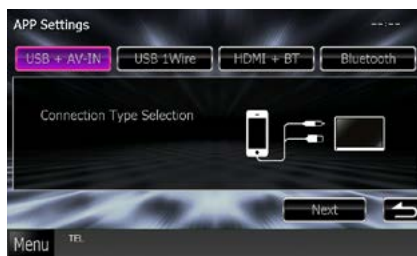 APP Settings --:--
USB + AV-IN USB 1Wire HDMI + BT Bluetooth
Connection Type Selection
Next
Menu TEL